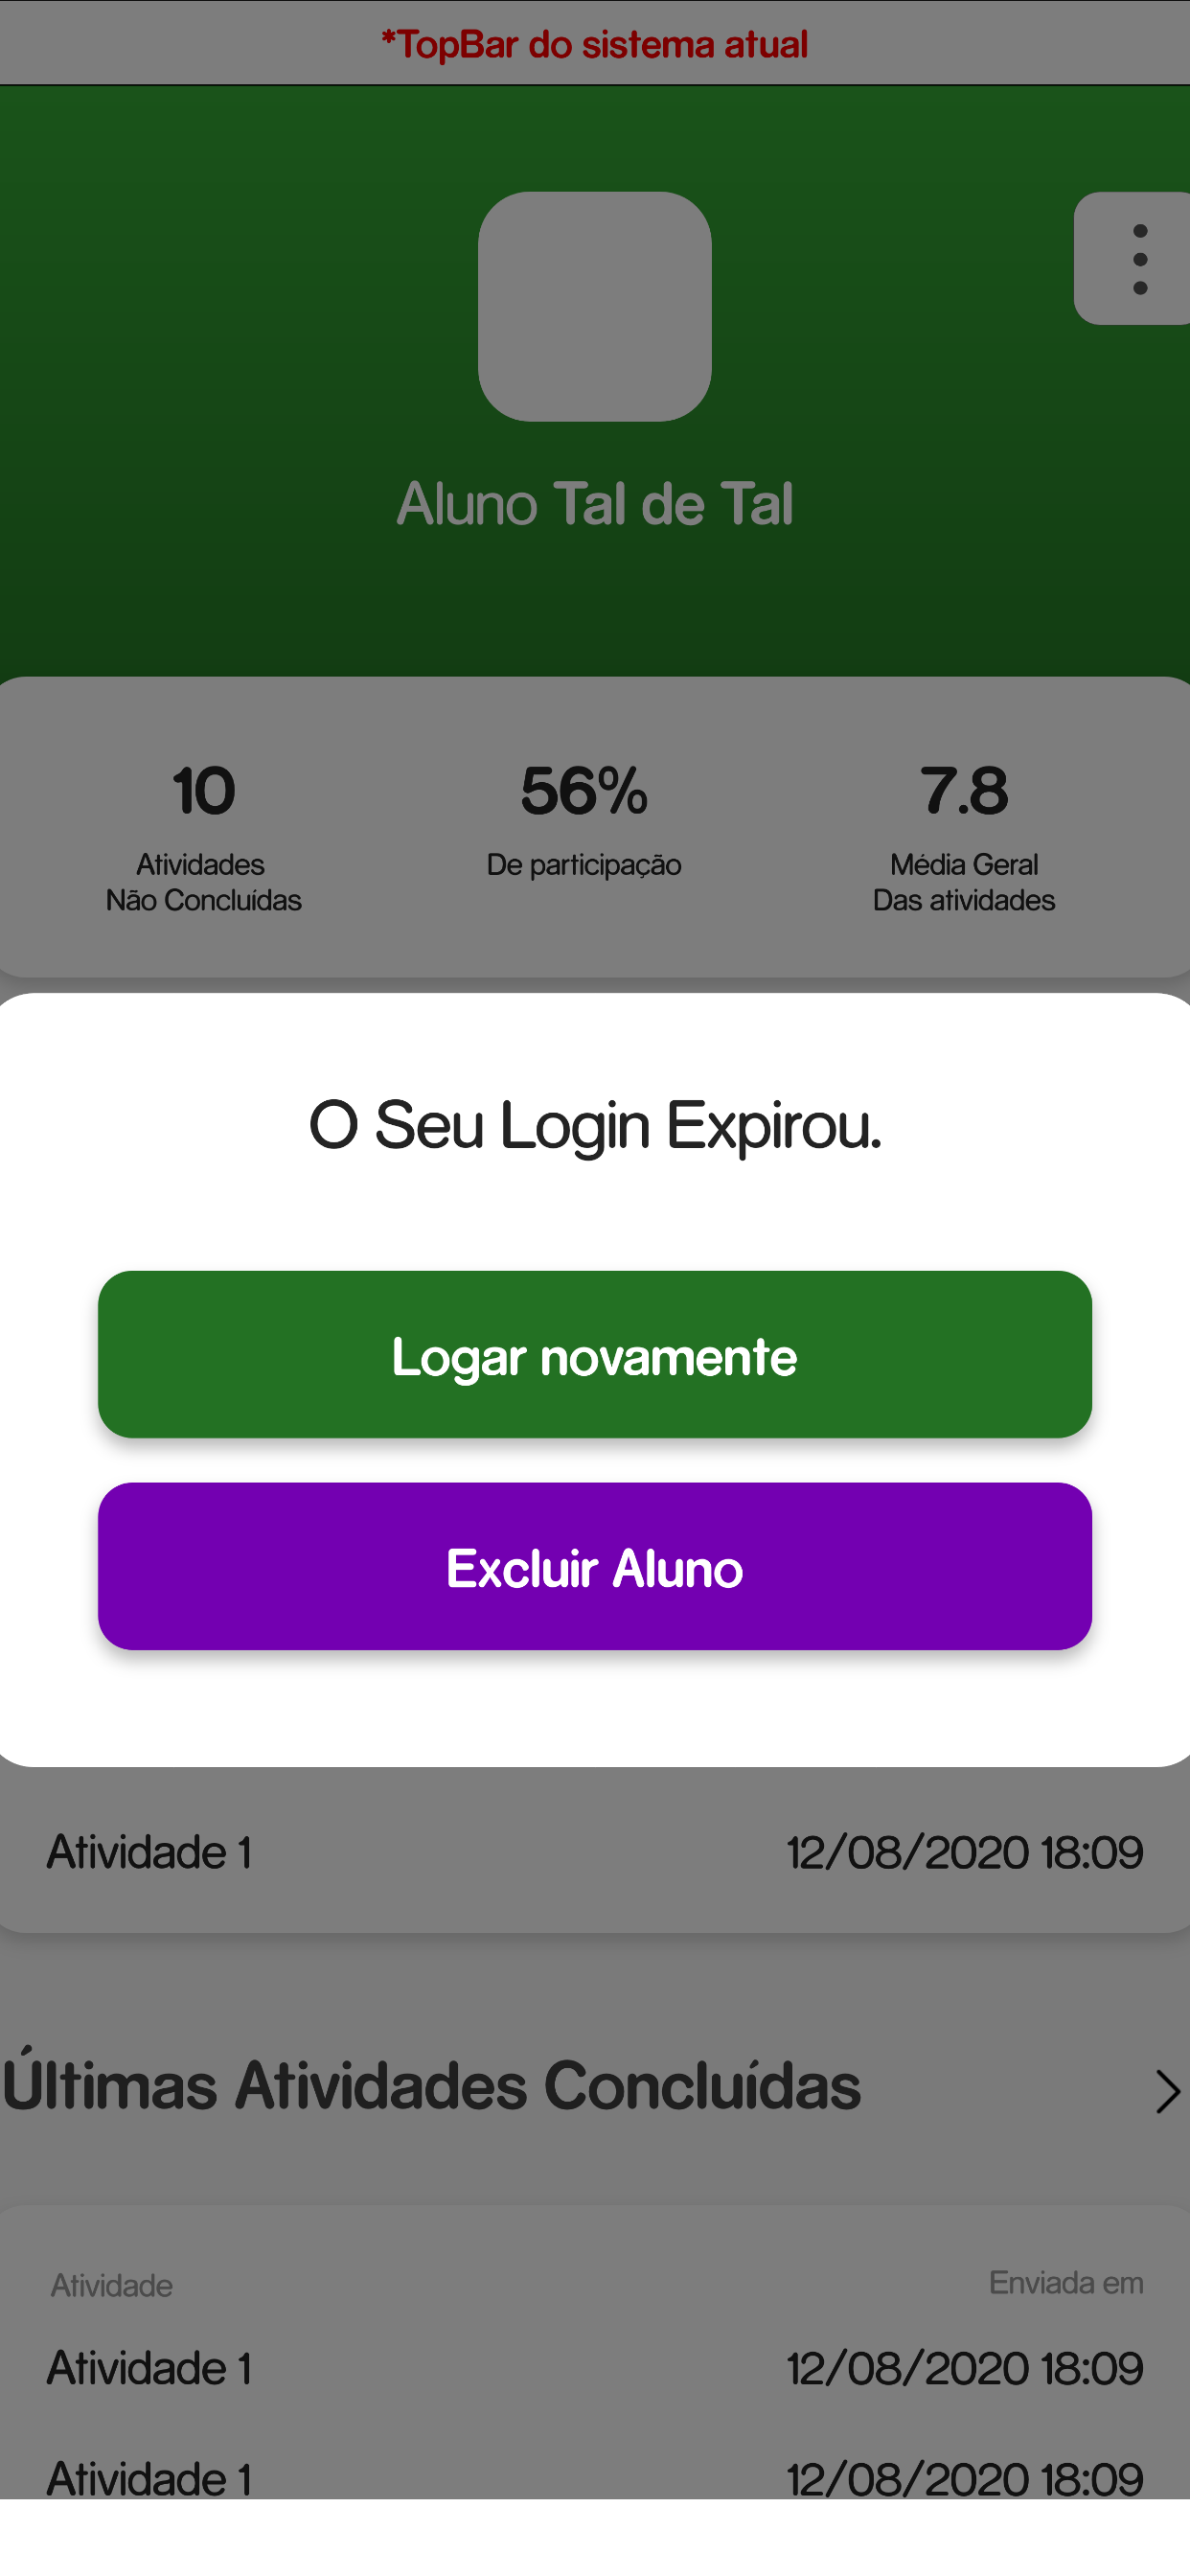 *TopBar do sistema atual
Aluno Tal de Tal
10
Atividades
Não Concluídas
56%
De participação
7.8
Média Geral
Das atividades
O Seu Login Expirou.
Logar novamente
Excluir Aluno
Atividade 1 12/08/2020 18:09
Últimas Atividades Concluídas
Atividade Enviada em
Atividade 1 12/08/2020 18:09
Atividade 1 12/08/2020 18:09